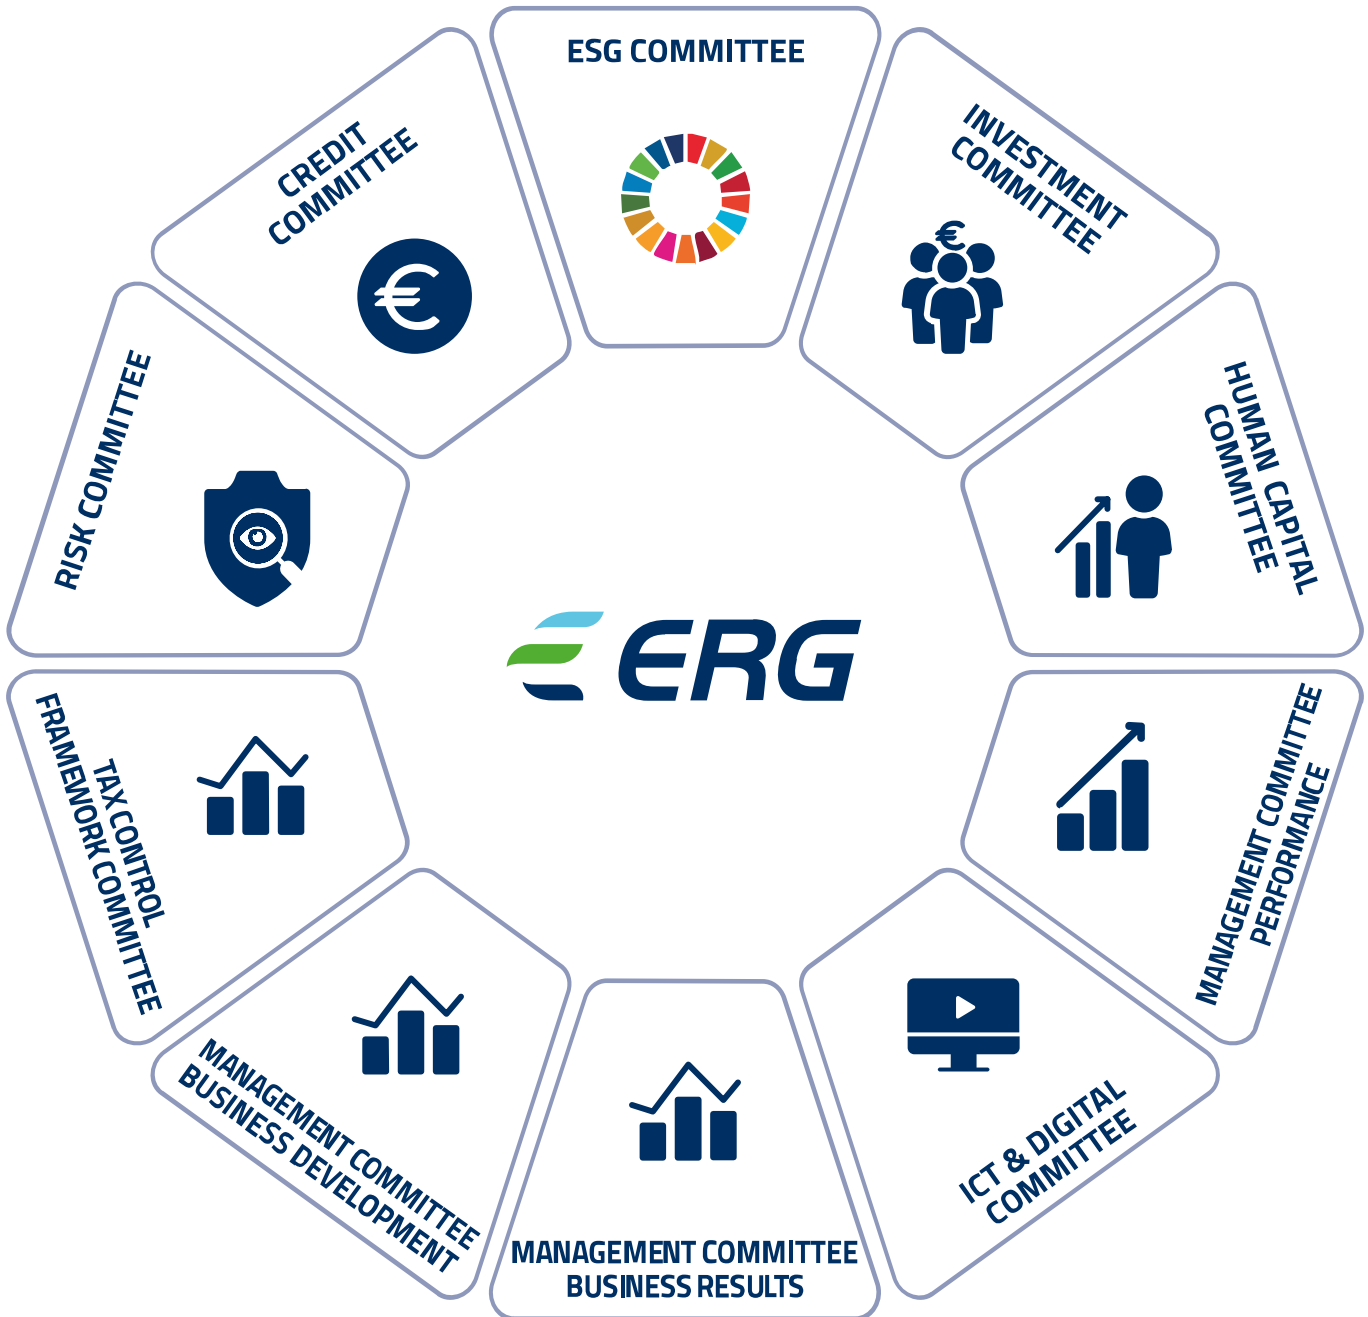 ESG COMMITTEE
INVESTMENT
COMMITTEE
HUMAN CAPITAL
COMMITTEE
MANAGEMENT COMMITTEE
PERFORMANCE
ICT & DIGITAL
COMMITTEE
MANAGEMENT COMMITTEE
BUSINESS RESULTS
MANAGEMENT COMMITTEE
BUSINESS DEVELOPMENT
TAX CONTROL
FRAMEWORK COMMITTEE
RISK COMMITTEE
CREDIT
COMMITTEE
€
€
ERG